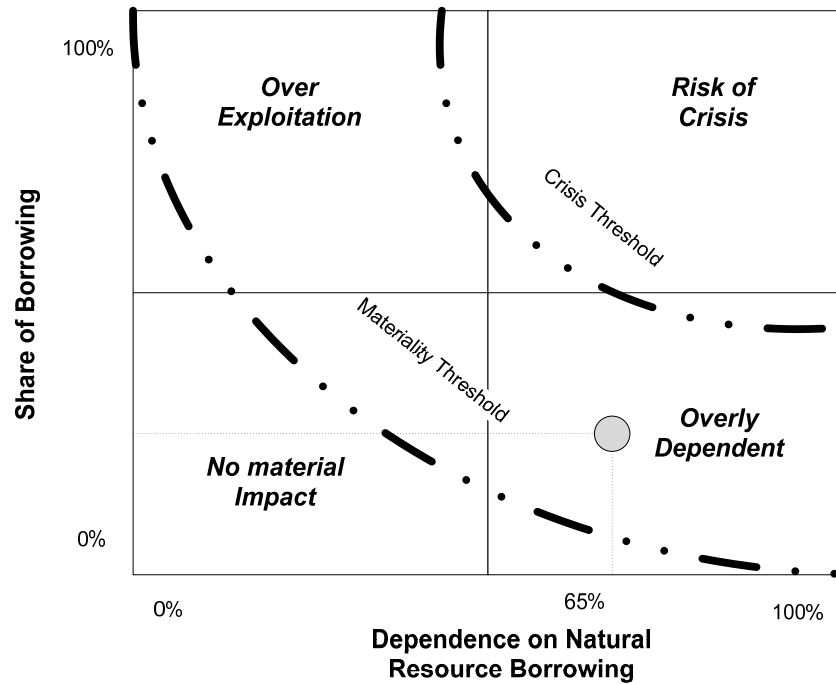 100%
Over
Exploitation
Risk of
Crisis
Crisis Threshold
Share of Borrowing
Materiality Threshold
Overly
Dependent
No material
Impact
0%
0%
65%
100%
Dependence on Natural
Resource Borrowing